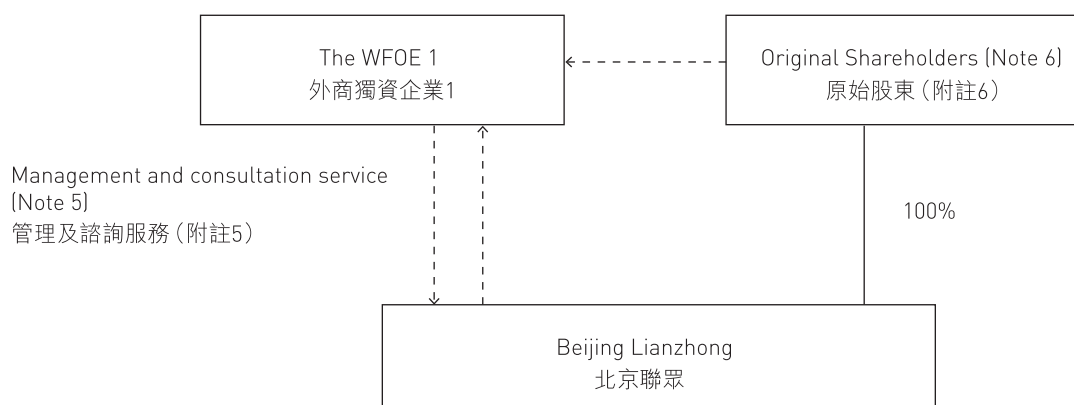 The WFOE 1
外商獨資企業1
Original Shareholders (Note 6)
原始股東（附註6）
Management and consultation service
(Note 5)
管理及諮詢服務（附註5）
100%
Beijing Lianzhong
北京聯眾